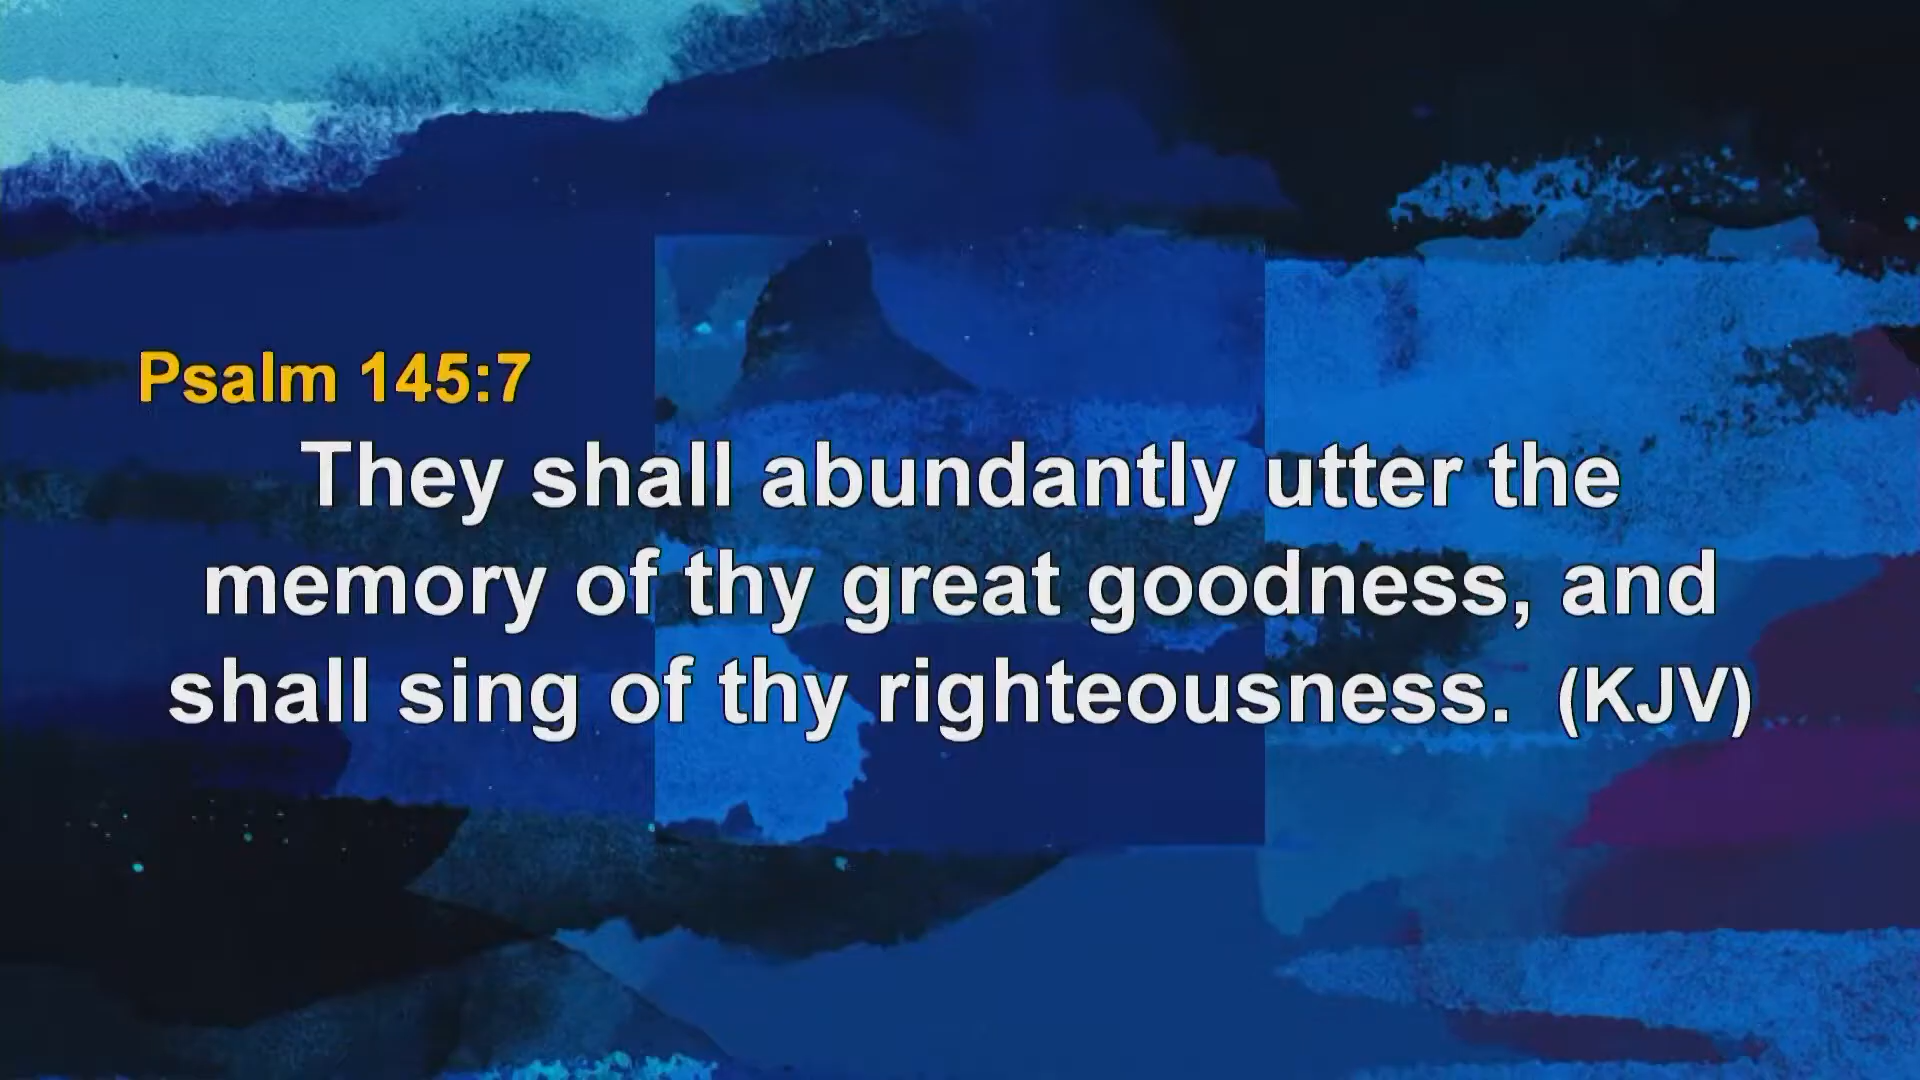 Psalm 145:7
They shall abundantly utter the
memory of thy great goodness, and
shall sing of thy righteousness. (KJV)